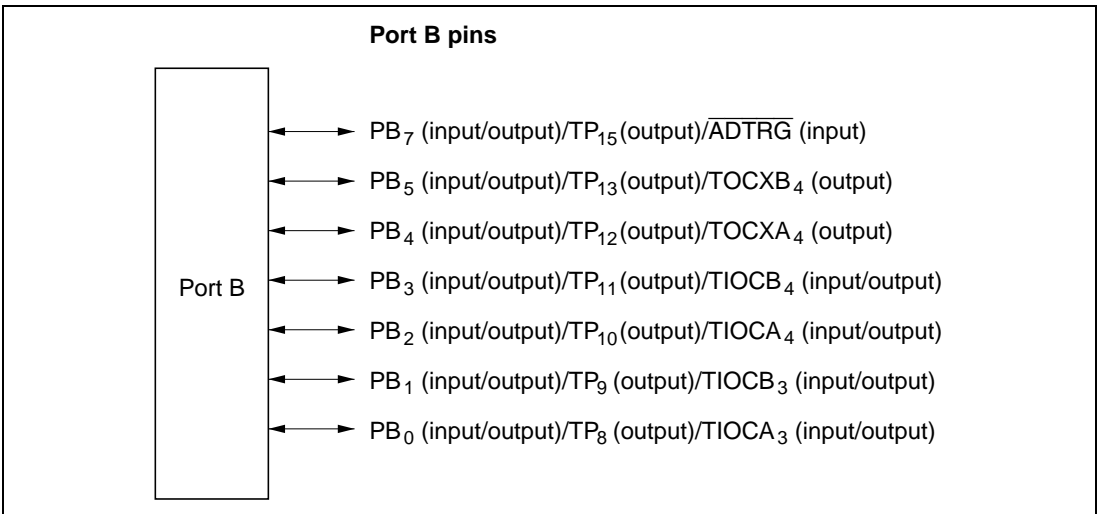 Port B pins
PB₇ (input/output)/TP₁₅(output)/A̅D̅T̅R̅G̅ (input)
PB₅ (input/output)/TP₁₃(output)/TOCXB₄ (output)
PB₄ (input/output)/TP₁₂(output)/TOCXA₄ (output)
Port B
PB₃ (input/output)/TP₁₁(output)/TIOCB₄ (input/output)
PB₂ (input/output)/TP₁₀(output)/TIOCA₄ (input/output)
PB₁ (input/output)/TP₉ (output)/TIOCB₃ (input/output)
PB₀ (input/output)/TP₈ (output)/TIOCA₃ (input/output)